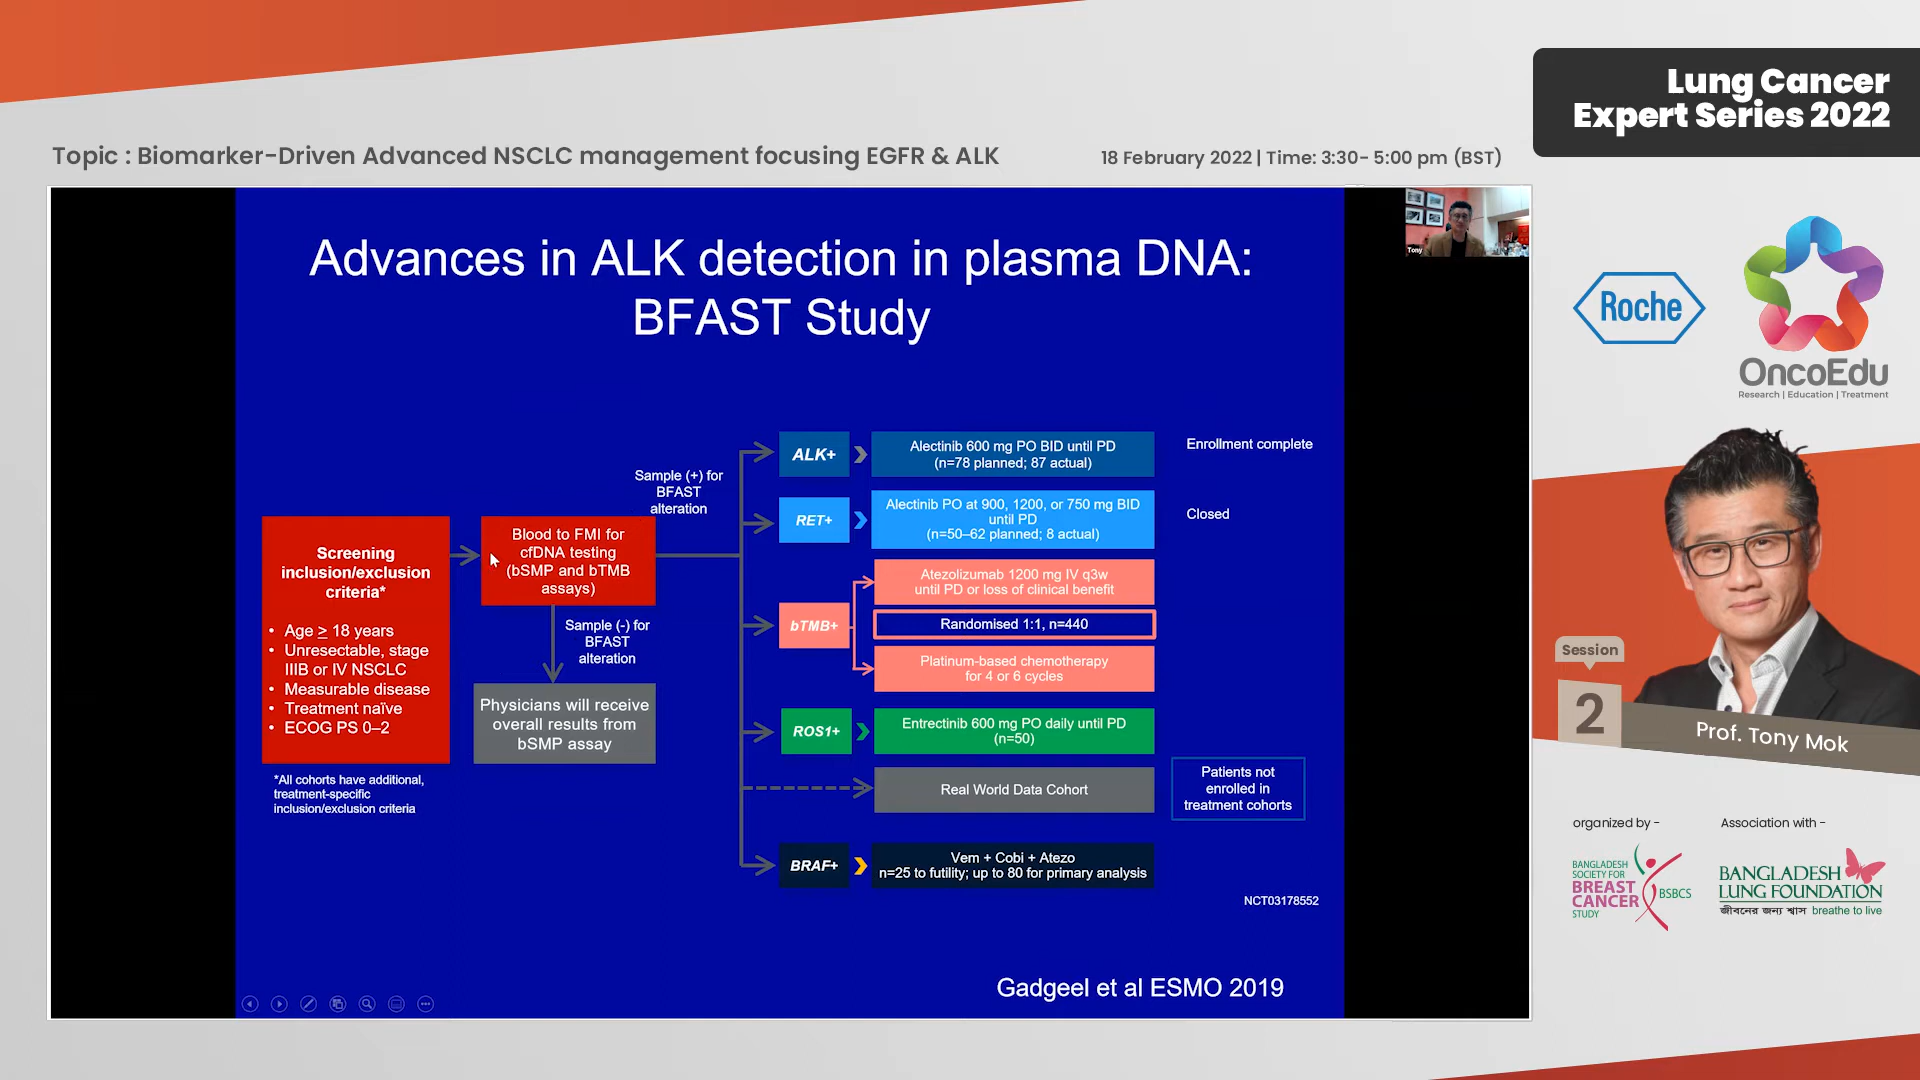 Lung Cancer
Expert Series 2022
Topic : Biomarker-Driven Advanced NSCLC management focusing EGFR & ALK
18 February 2022 | Time: 3:30- 5:00 pm (BST)
Advances in ALK detection in plasma DNA:
BFAST Study
Tony
Screening
inclusion/exclusion
criteria*
• Age ≥ 18 years
• Unresectable, stage
IIIB or IV NSCLC
• Measurable disease
• Treatment naïve
• ECOG PS 0–2
*All cohorts have additional,
treatment-specific
inclusion/exclusion criteria
Blood to FMI for
cfDNA testing
(bSMP and bTMB
assays)
Sample (-) for
BFAST
alteration
Physicians will receive
overall results from
bSMP assay
Sample (+) for
BFAST
alteration
ALK+
Alectinib 600 mg PO BID until PD
(n=78 planned; 87 actual)
Enrollment complete
RET+
Alectinib PO at 900, 1200, or 750 mg BID
until PD
(n=50–62 planned; 8 actual)
Closed
bTMB+
Atezolizumab 1200 mg IV q3w
until PD or loss of clinical benefit
Randomised 1:1, n=440
Platinum-based chemotherapy
for 4 or 6 cycles
ROS1+
Entrectinib 600 mg PO daily until PD
(n=50)
Real World Data Cohort
Patients not
enrolled in
treatment cohorts
BRAF+
Vem + Cobi + Atezo
n=25 to futility; up to 80 for primary analysis
NCT03178552
Gadgeel et al ESMO 2019
Roche
OncoEdu
Research | Education | Treatment
Session
2
Prof. Tony Mok
organized by -
BANGLADESH
SOCIETY FOR
BREAST
CANCER
STUDY
BSBCS
Association with -
BANGLADESH
LUNG FOUNDATION
জীবনের জন্য শ্বাস breathe to live